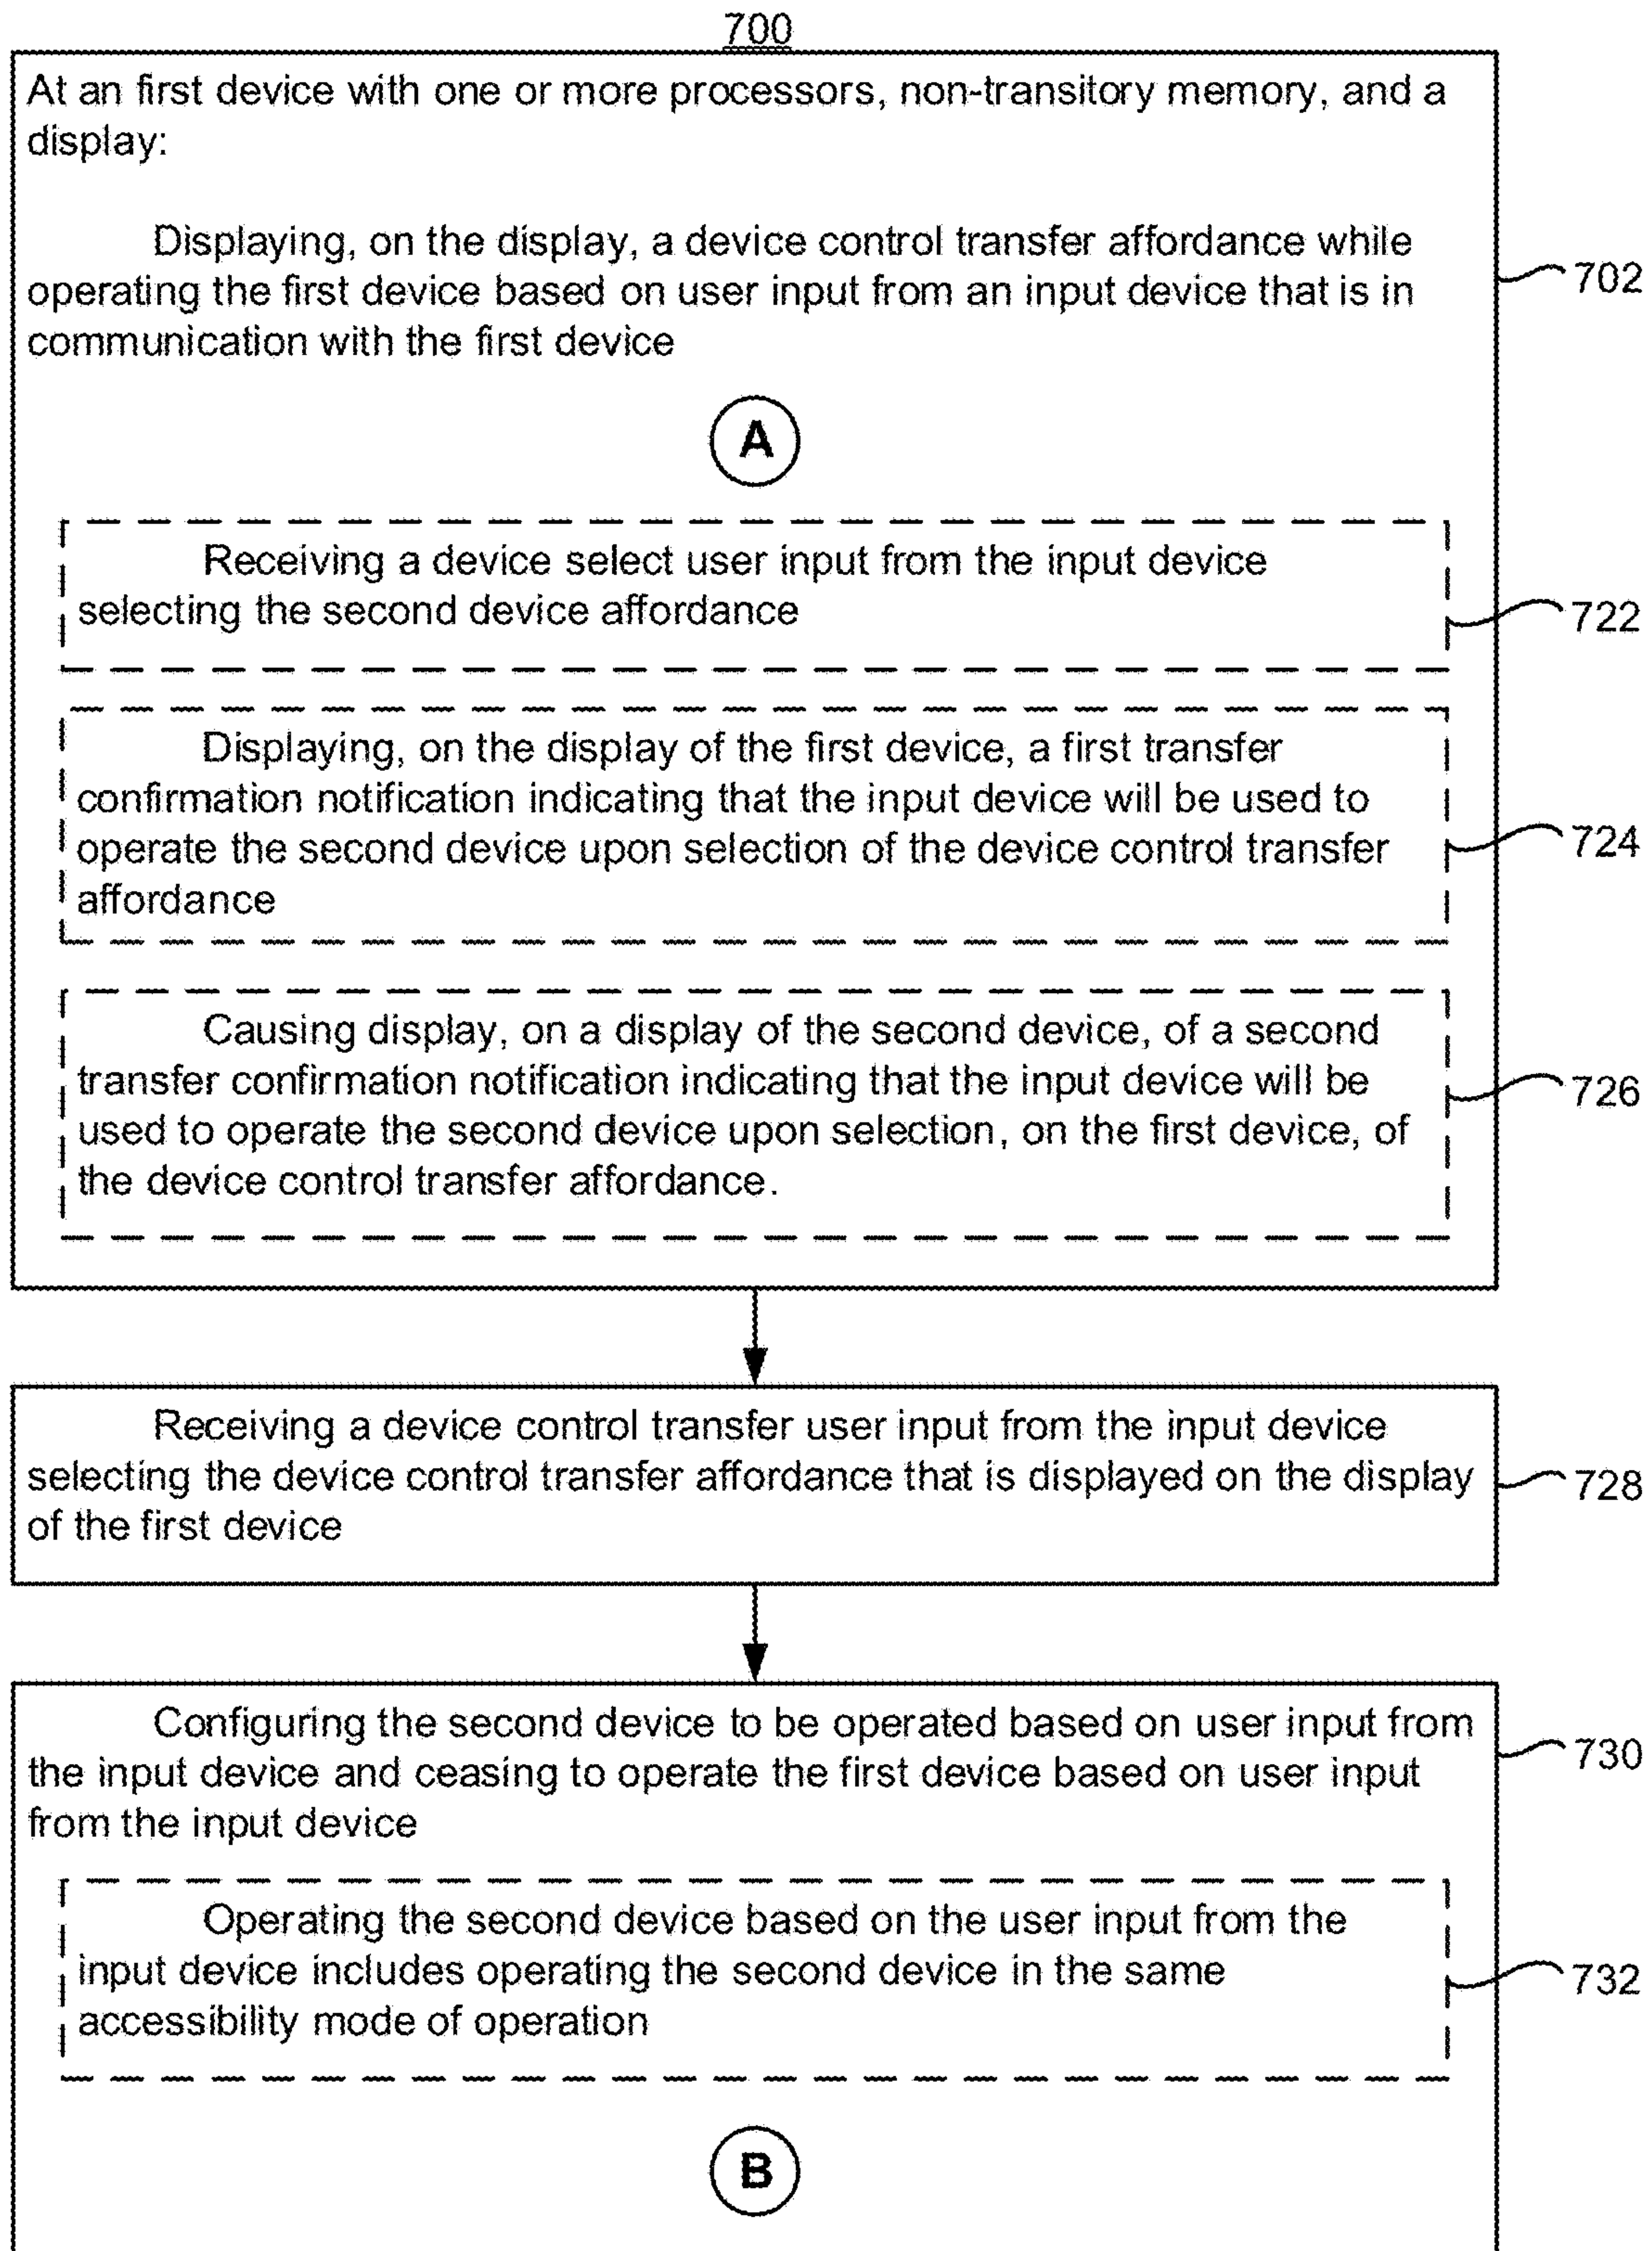 700
At an first device with one or more processors, non-transitory memory, and a
display:
Displaying, on the display, a device control transfer affordance while
operating the first device based on user input from an input device that is in
communication with the first device
702
A
Receiving a device select user input from the input device
selecting the second device affordance
722
Displaying, on the display of the first device, a first transfer
confirmation notification indicating that the input device will be used to
operate the second device upon selection of the device control transfer
affordance
724
Causing display, on a display of the second device, of a second
transfer confirmation notification indicating that the input device will be
used to operate the second device upon selection, on the first device, of
the device control transfer affordance.
726
Receiving a device control transfer user input from the input device
selecting the device control transfer affordance that is displayed on the display
of the first device
728
Configuring the second device to be operated based on user input from
the input device and ceasing to operate the first device based on user input
from the input device
730
Operating the second device based on the user input from the
input device includes operating the second device in the same
accessibility mode of operation
732
B